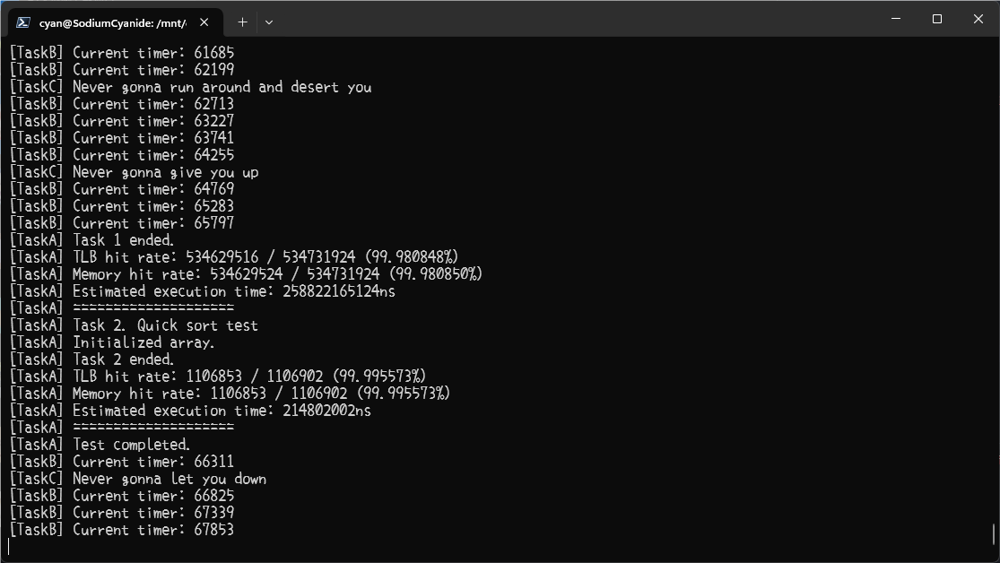 cyan@SodiumCyanide: /mnt/
[TaskB] Current timer: 61685
[TaskB] Current timer: 62199
[TaskC] Never gonna run around and desert you
[TaskB] Current timer: 62713
[TaskB] Current timer: 63227
[TaskB] Current timer: 63741
[TaskB] Current timer: 64255
[TaskC] Never gonna give you up
[TaskB] Current timer: 64769
[TaskB] Current timer: 65283
[TaskB] Current timer: 65797
[TaskA] Task 1 ended.
[TaskA] TLB hit rate: 534629516 / 534731924 (99.980848%)
[TaskA] Memory hit rate: 534629524 / 534731924 (99.980850%)
[TaskA] Estimated execution time: 258822165124ns
[TaskA] ====================
[TaskA] Task 2. Quick sort test
[TaskA] Initialized array.
[TaskA] Task 2 ended.
[TaskA] TLB hit rate: 1106853 / 1106902 (99.995573%)
[TaskA] Memory hit rate: 1106853 / 1106902 (99.995573%)
[TaskA] Estimated execution time: 214802002ns
[TaskA] ====================
[TaskA] Test completed.
[TaskB] Current timer: 66311
[TaskC] Never gonna let you down
[TaskB] Current timer: 66825
[TaskB] Current timer: 67339
[TaskB] Current timer: 67853